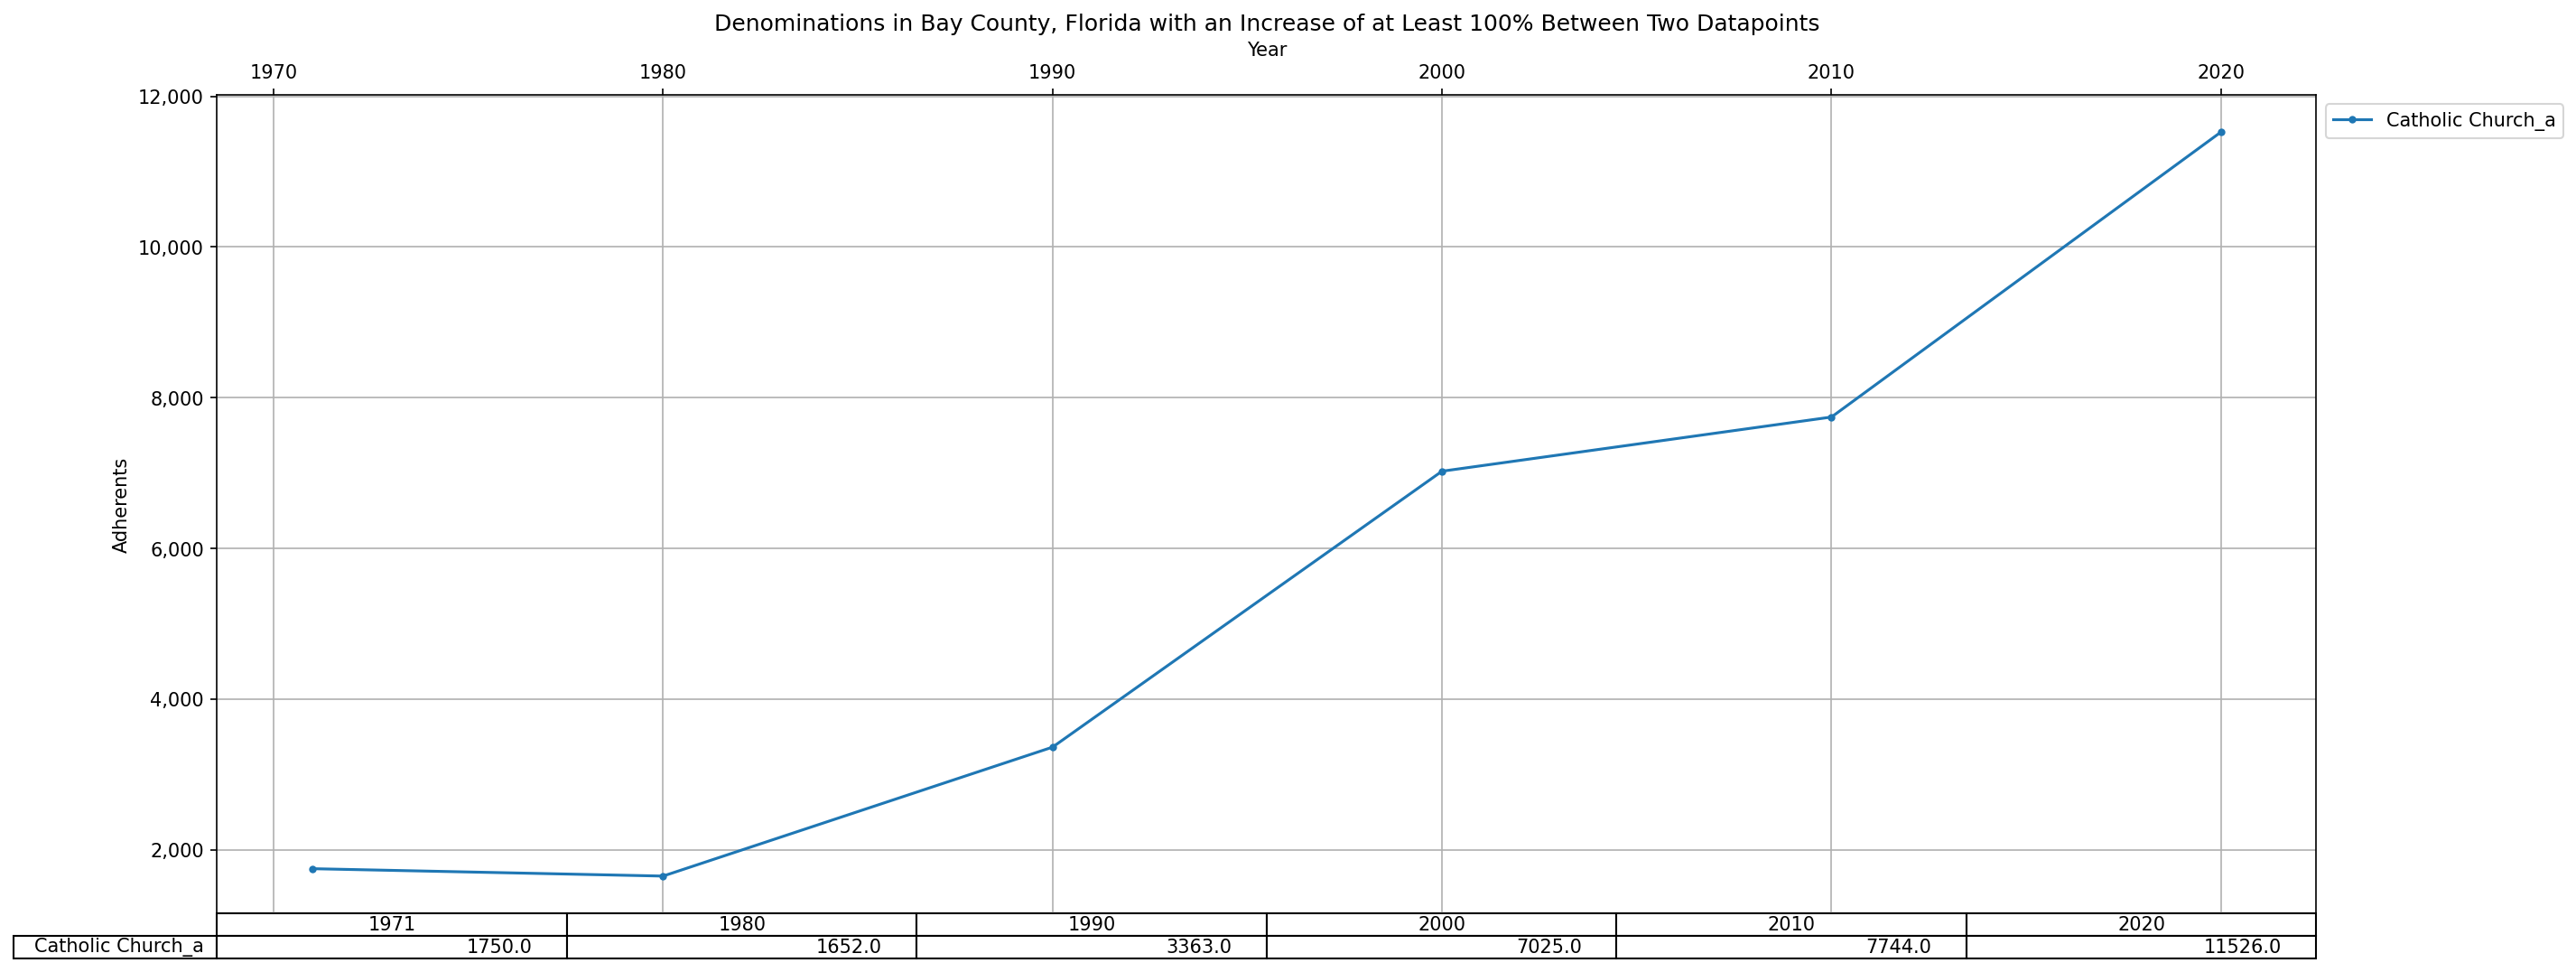 Denominations in Bay County, Florida with an Increase of at Least 100% Between Two Datapoints
Year
1970 1980 1990 2000 2010 2020
12,000
Catholic Church_a
10,000
8,000
Adherents
6,000
4,000
2,000
1971 1980 1990 2000 2010 2020
Catholic Church_a 1750.0 1652.0 3363.0 7025.0 7744.0 11526.0